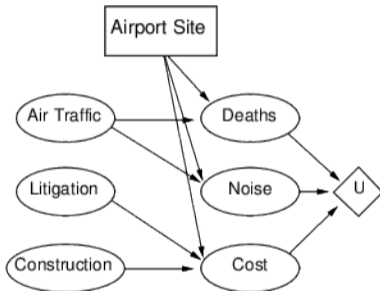 Airport Site
Air Traffic
Deaths
Litigation
Noise
U
Construction
Cost